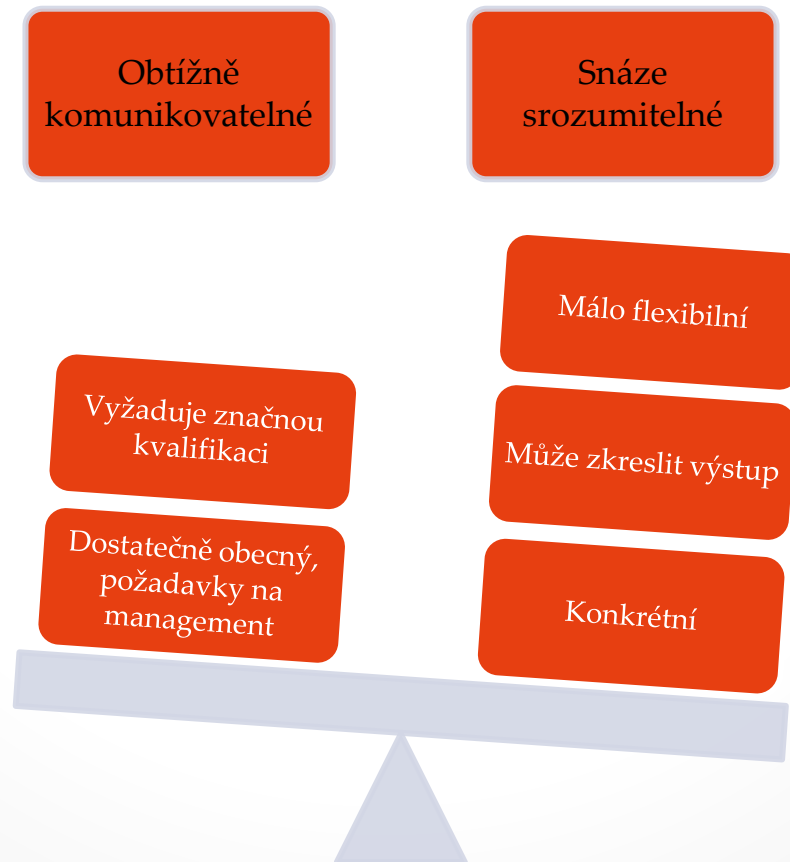 Obtížně
komunikovatelné
Snáze
srozumitelné
Vyžaduje značnou
kvalifikaci
Dostatečně obecný,
požadavky na
management
Málo flexibilní
Může zkreslit výstup
Konkrétní